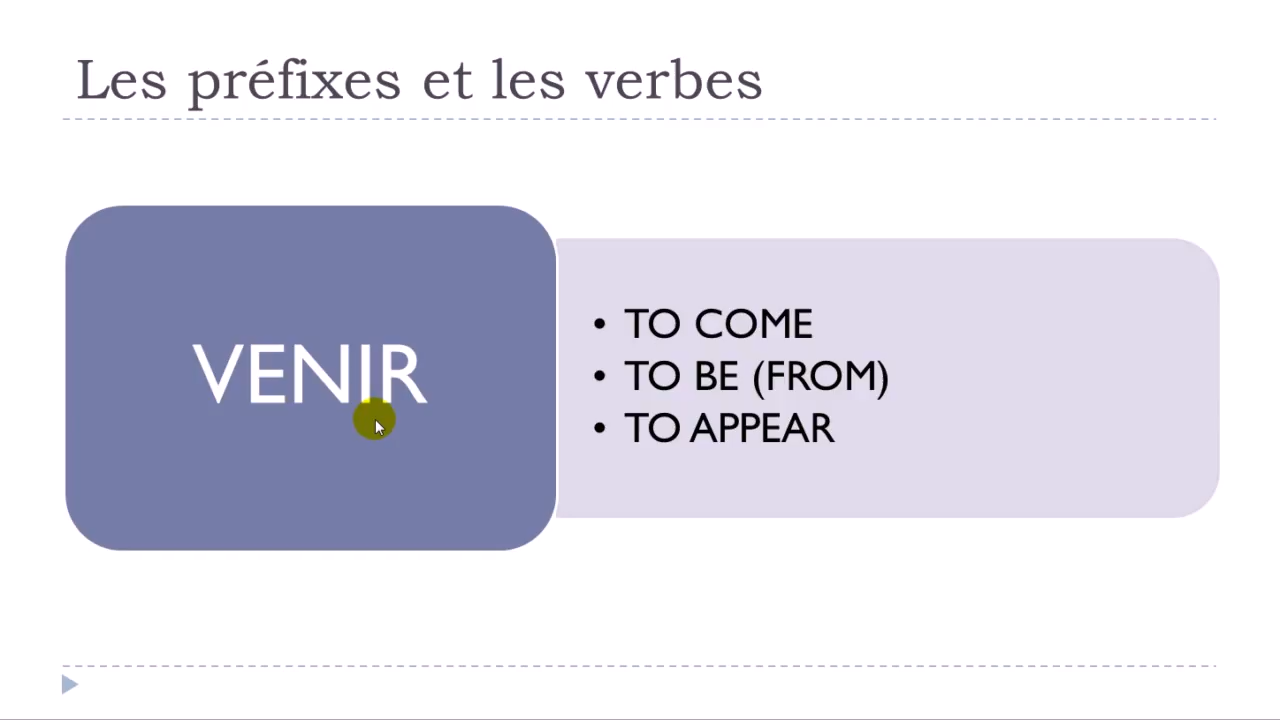 Les préfixes et les verbes
VENIR
• TO COME
• TO BE (FROM)
• TO APPEAR